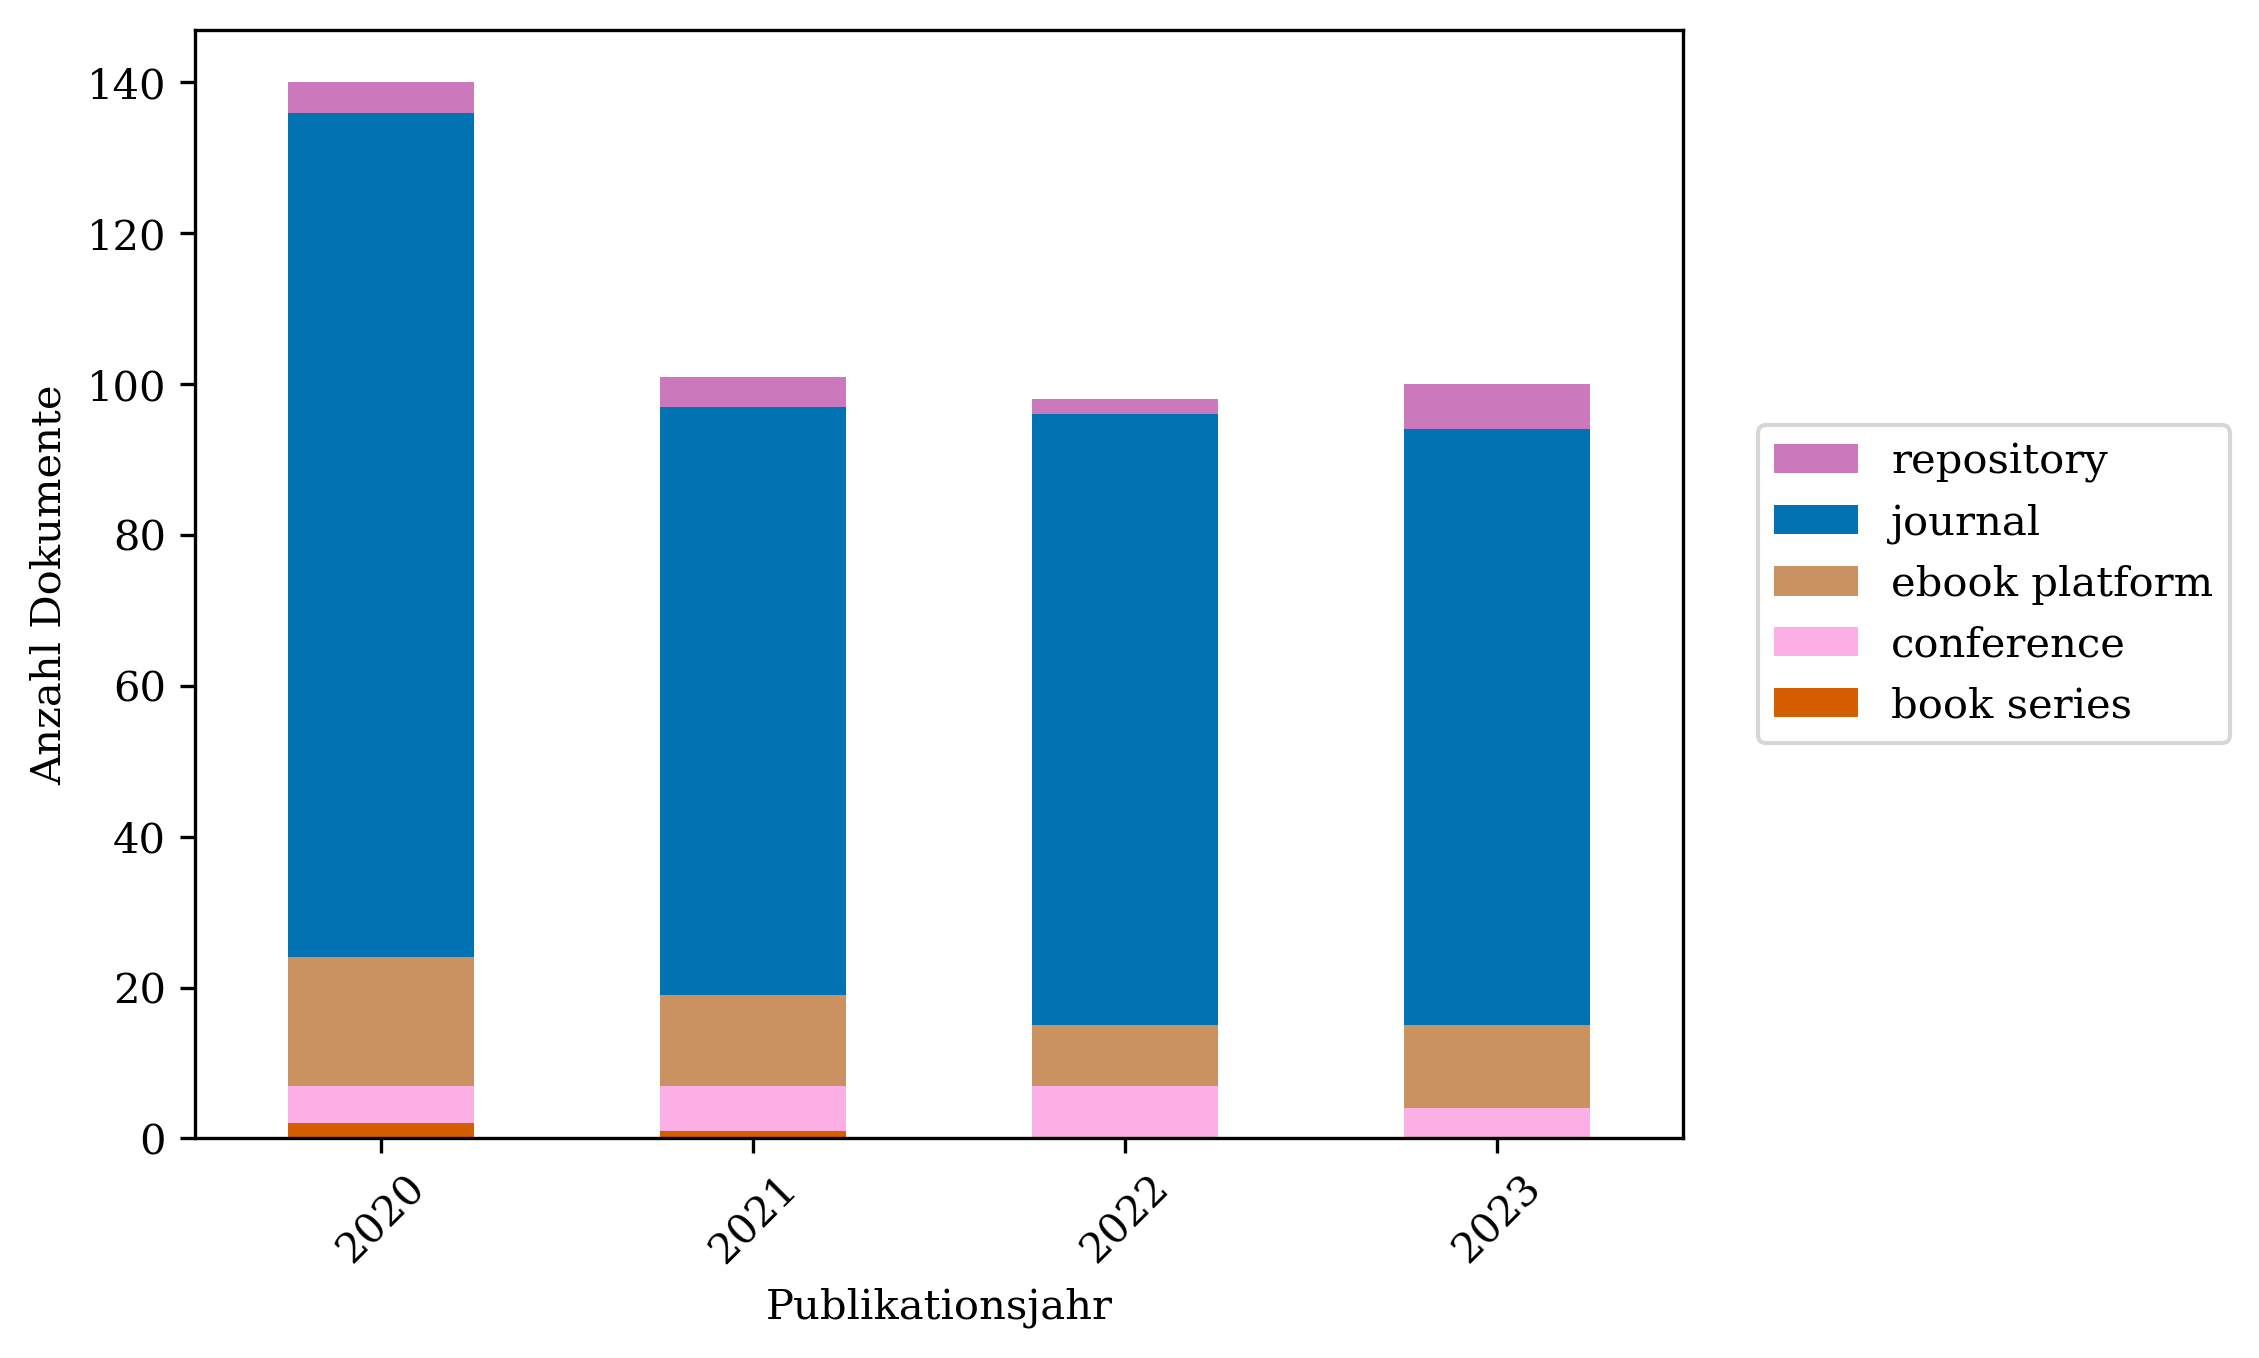 140
120
100
80
60
40
20
0
Anzahl Dokumente
2020
2021
2022
2023
Publikationsjahr
repository
journal
ebook platform
conference
book series